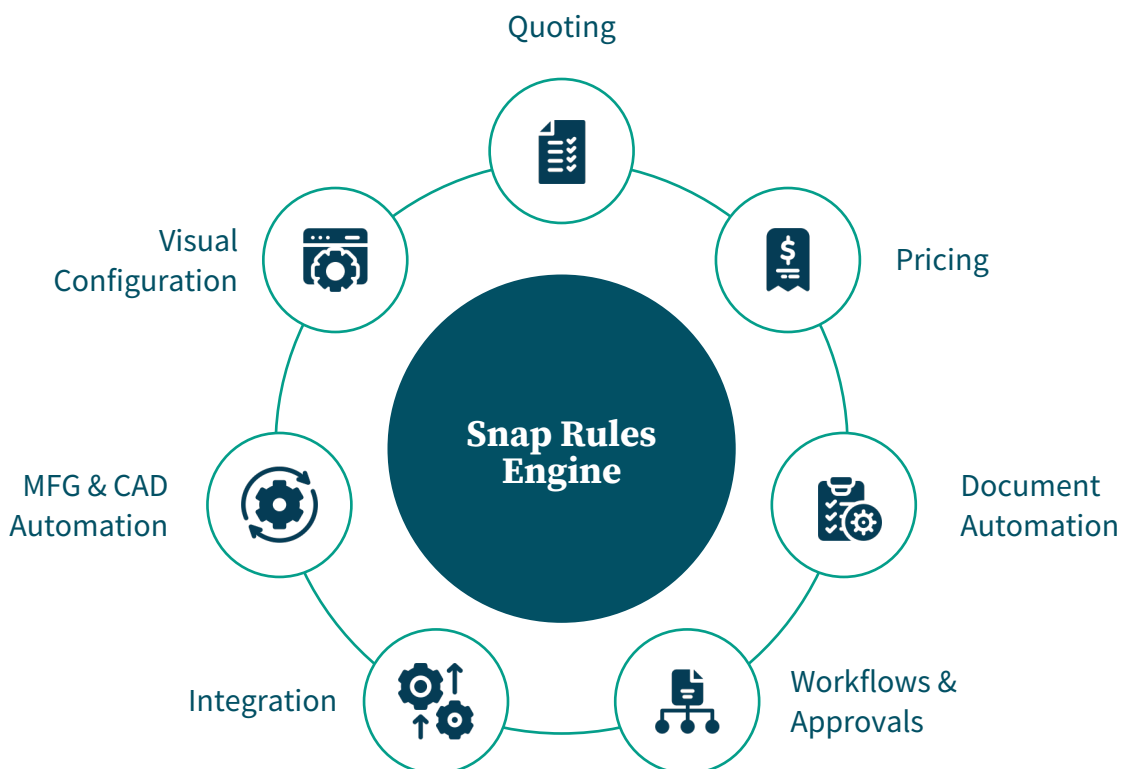 Quoting
Visual
Configuration
$
Pricing
Snap Rules
Engine
MFG & CAD
Automation
Document
Automation
Integration
Workflows &
Approvals